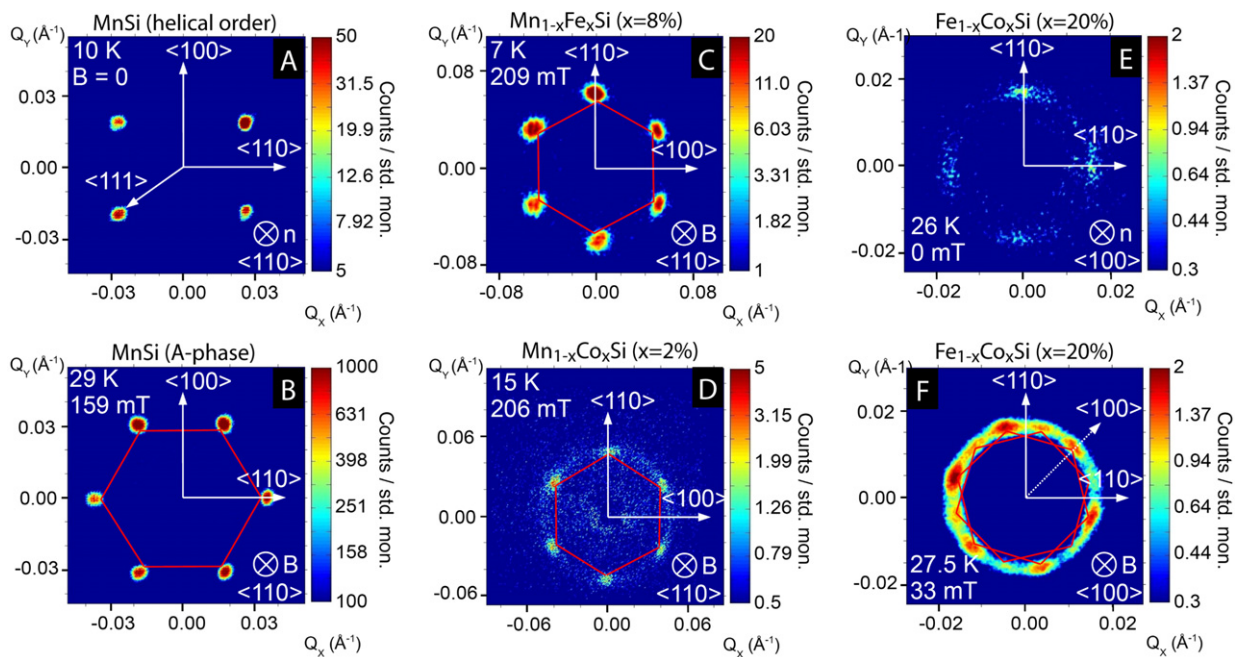 MnSi (helical order)
Q_Y (Å⁻¹)
10 K
B = 0
<100>
A
<110>
<111>
⊗ n
<110>
0.03
0.00
-0.03
-0.03 0.00 0.03
Q_X (Å⁻¹)
50
31.5
19.9
12.6
7.92
5
Counts / std. mon.
Mn₁₋ₓFeₓSi (x=8%)
Q_Y (Å⁻¹)
7 K
209 mT
<110>
C
<100>
⊗ B
<110>
0.08
0.00
-0.08
-0.08 0.00 0.08
Q_X (Å⁻¹)
20
11.0
6.03
3.31
1.82
1
Counts / std. mon.
Fe₁₋ₓCoₓSi (x=20%)
Q_Y (Å-1)
<110>
E
<110>
26 K
0 mT
⊗ n
<100>
0.02
0.00
-0.02
-0.02 0.00 0.02
Q_X (Å⁻¹)
2
1.37
0.94
0.64
0.44
0.3
Counts / std. mon.
MnSi (A-phase)
Q_Y (Å⁻¹)
29 K
159 mT
<100>
B
<110>
⊗ B
<110>
0.03
0.00
-0.03
-0.03 0.00 0.03
Q_X (Å⁻¹)
1000
631
398
251
158
100
Counts / std. mon.
Mn₁₋ₓCoₓSi (x=2%)
Q_Y (Å⁻¹)
15 K
206 mT
<110>
D
<100>
⊗ B
<110>
0.06
0.00
-0.06
-0.06 0.00 0.06
Q_X (Å⁻¹)
5
3.15
1.99
1.26
0.79
0.5
Counts / std. mon.
Fe₁₋ₓCoₓSi (x=20%)
Q_Y (Å-1)
F
<110>
<100>
<110>
27.5 K
33 mT
⊗ B
<100>
0.02
0.00
-0.02
-0.02 0.00 0.02
Q_X (Å⁻¹)
2
1.37
0.94
0.64
0.44
0.3
Counts / std. mon.